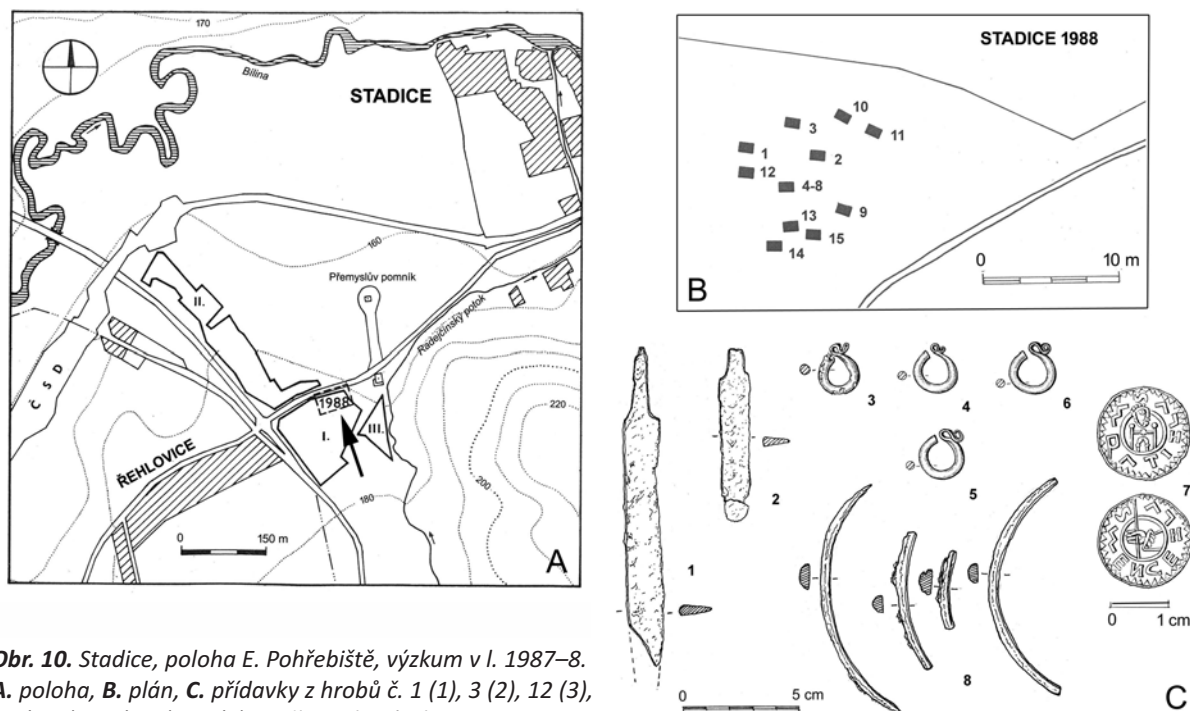 170
Bílina
STADICE
160
Přemyslův pomník
II.
Radejčínský potok
ČSD
1988
I.
III.
220
ŘEHLOVICE
200
180
0 150 m
A
STADICE 1988
10
3
11
1
2
12
4-8
13
9
15
14
0 10 m
B
3
4
6
5
7
2
1
0 1 cm
8
0 5 cm
C
Obr. 10. Stadice, poloha E. Pohřebiště, výzkum v l. 1987–8.
A. poloha, B. plán, C. přídavky z hrobů č. 1 (1), 3 (2), 12 (3),